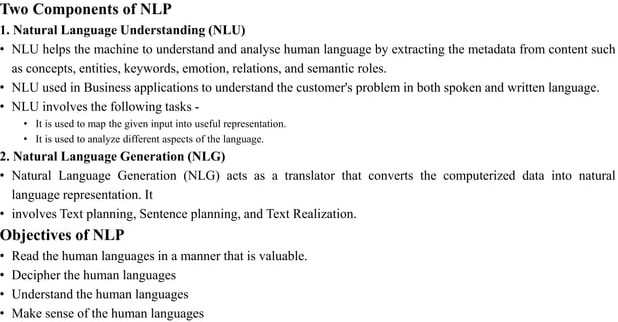 Two Components of NLP
1. Natural Language Understanding (NLU)
• NLU helps the machine to understand and analyse human language by extracting the metadata from content such
as concepts, entities, keywords, emotion, relations, and semantic roles.
• NLU used in Business applications to understand the customer's problem in both spoken and written language.
• NLU involves the following tasks -
• It is used to map the given input into useful representation.
• It is used to analyze different aspects of the language.
2. Natural Language Generation (NLG)
• Natural Language Generation (NLG) acts as a translator that converts the computerized data into natural
language representation. It
• involves Text planning, Sentence planning, and Text Realization.
Objectives of NLP
• Read the human languages in a manner that is valuable.
• Decipher the human languages
• Understand the human languages
• Make sense of the human languages